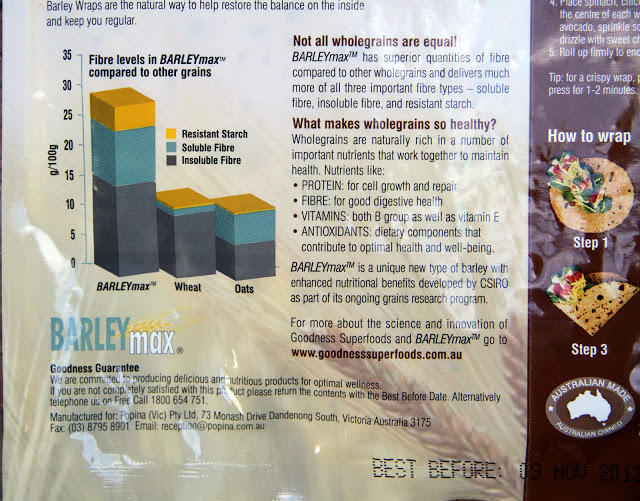 Barley Wraps are the natural way to help restore the balance on the inside
and keep you regular.
Fibre levels in BARLEYmax™
compared to other grains
g/100g
35
30
25
20
15
10
5
0
Resistant Starch
Soluble Fibre
Insoluble Fibre
BARLEYmax™ Wheat Oats
BARLEY
max®
Goodness Guarantee
We are committed to producing delicious and nutritious products for optimal wellness.
If you are not completely satisfied with this product please return the contents with the Best Before Date. Alternatively
telephone us on Free Call 1800 654 751.
Manufactured for: Popina (Vic) Pty Ltd, 73 Monash Drive Dandenong South, Victoria Australia 3175
Fax: (03) 8795 8901 Email: reception@popina.com.au
Not all wholegrains are equal!
BARLEYmax™ has superior quantities of fibre
compared to other wholegrains and delivers much
more of all three important fibre types – soluble
fibre, insoluble fibre, and resistant starch.
What makes wholegrains so healthy?
Wholegrains are naturally rich in a number of
important nutrients that work together to maintain
health. Nutrients like:
• PROTEIN: for cell growth and repair
• FIBRE: for good digestive health
• VITAMINS: both B group as well as vitamin E
• ANTIOXIDANTS: dietary components that
contribute to optimal health and well-being.
BARLEYmax™ is a unique new type of barley with
enhanced nutritional benefits developed by CSIRO
as part of its ongoing grains research program.
For more about the science and innovation of
Goodness Superfoods and BARLEYmax™ go to
www.goodnesssuperfoods.com.au
4. Place spinach,
the centre of each w
avocado, sprinkle
drizzle with sweet
5. Roll up firmly to
Tip: for a crispy wrap,
press for 1-2 minutes.
How to wrap
Step 1
Step 3
AUSTRALIAN MADE
AUSTRALIAN OWNED
BEST BEFORE: 09 NOV 201